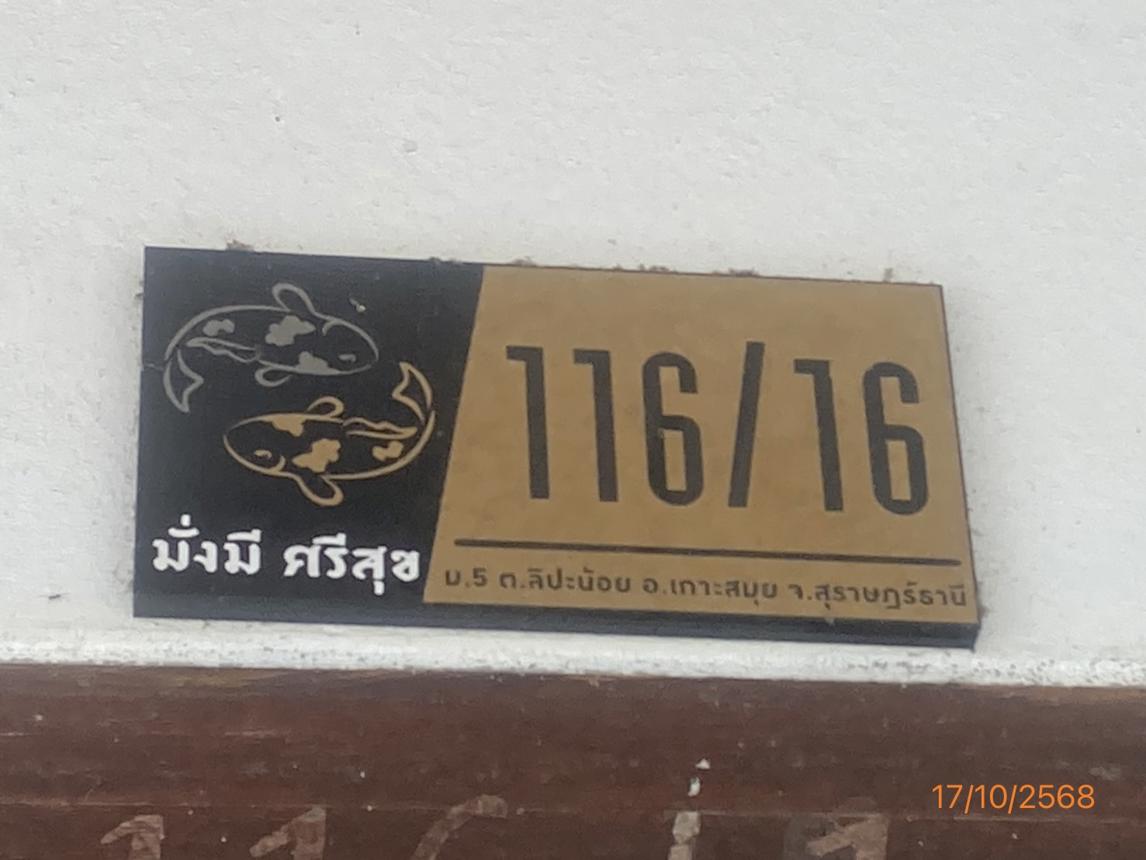 116/16
มั่งมี ศรีสุข
ม.5 ต.ลิปะน้อย อ.เกาะสมุย จ.สุราษฎร์ธานี
17/10/2568
116/1